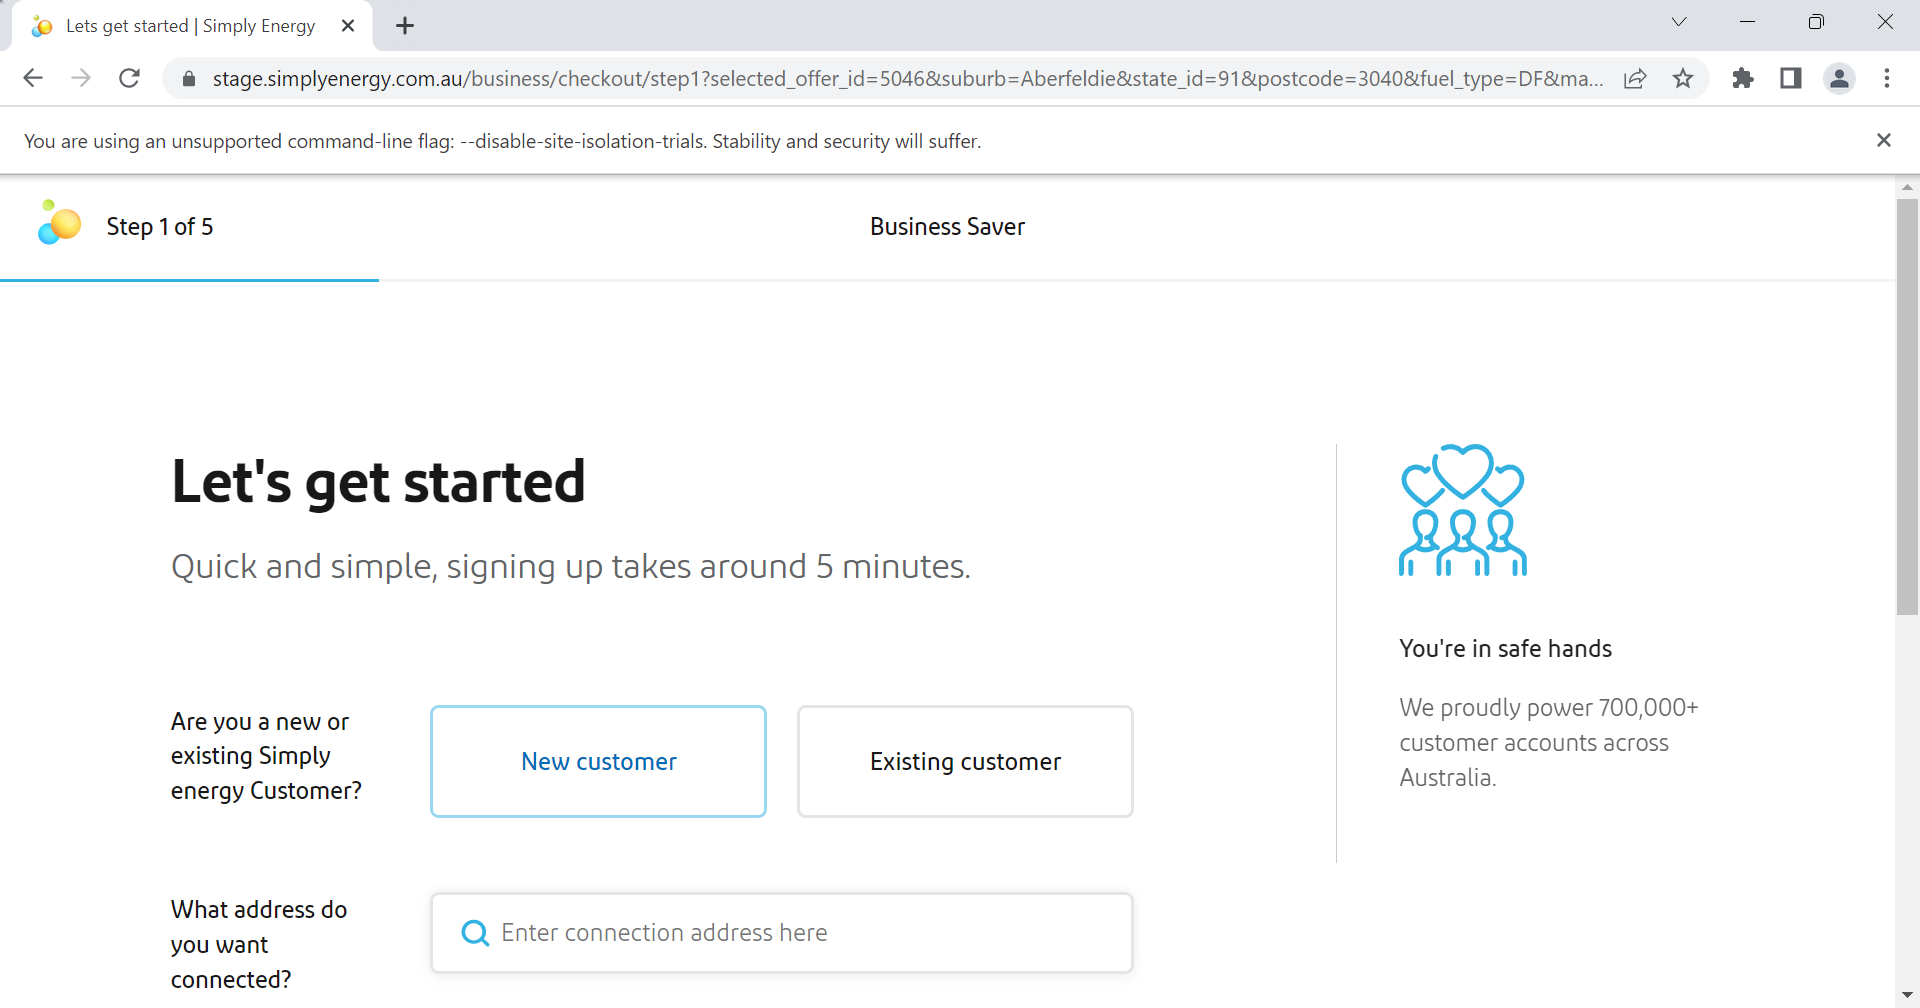 Lets get started | Simply Energy
stage.simplyenergy.com.au/business/checkout/step1?selected_offer_id=5046&suburb=Aberfeldie&state_id=91&postcode=3040&fuel_type=DF&ma...
You are using an unsupported command-line flag: --disable-site-isolation-trials. Stability and security will suffer.
Step 1 of 5
Business Saver
Let's get started
Quick and simple, signing up takes around 5 minutes.
Are you a new or
existing Simply
energy Customer?
New customer
Existing customer
What address do
you want
connected?
Enter connection address here
You're in safe hands
We proudly power 700,000+
customer accounts across
Australia.